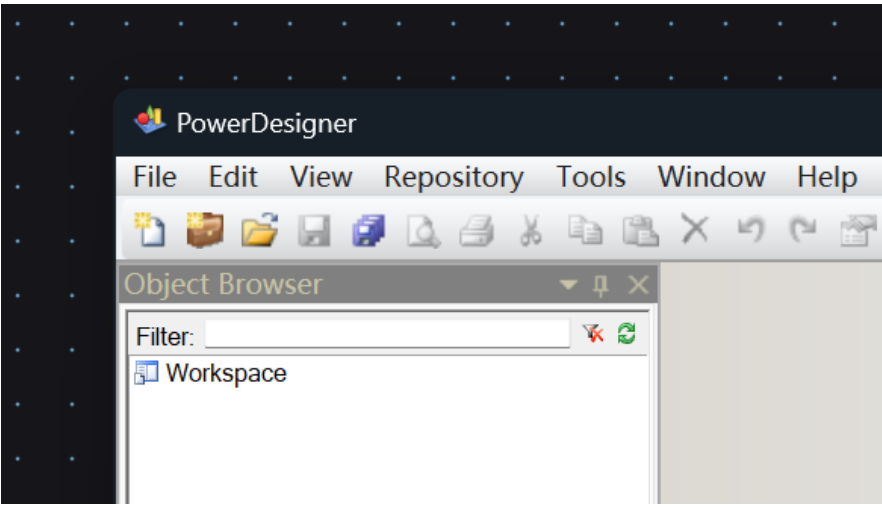 PowerDesigner
File Edit View Repository Tools Window Help
Object Browser
Filter:
Workspace